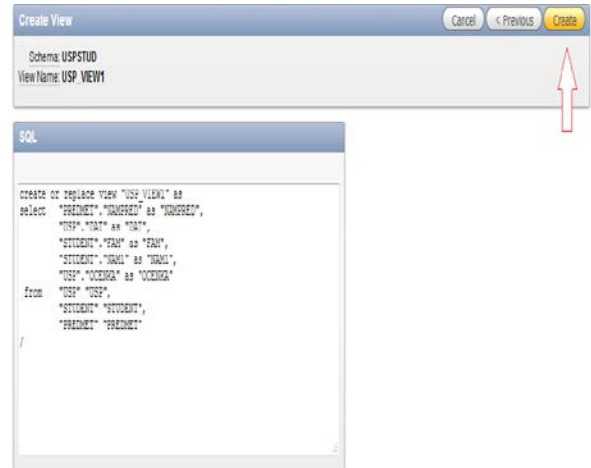 Create View
Cancel
< Previous
Create
Schema: USPSTUD
View Name: USP_VIEW1
SQL
create or replace view "USP_VIEW1" as
select "PREDMET"."NAMPRED" as "NAMPRED",
"USP"."DAT" as "DAT",
"STUDENT"."FAM" as "FAM",
"STUDENT"."NAM1" as "NAM1",
"USP"."OCENKA" as "OCENKA"
from "USP" "USP",
"STUDENT" "STUDENT",
"PREDMET" "PREDMET"
/